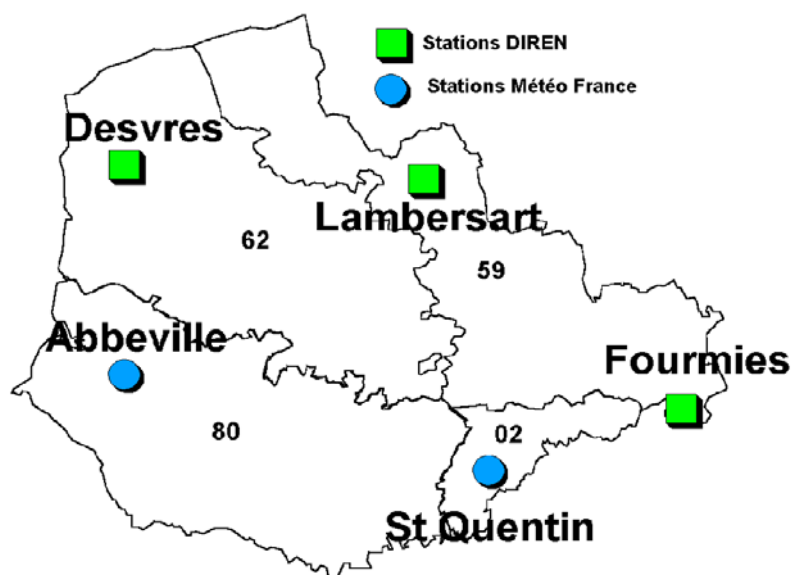 Stations DIREN
Stations Météo France
Desvres
Lambersart
62
59
Abbeville
Fourmies
80
02
St Quentin